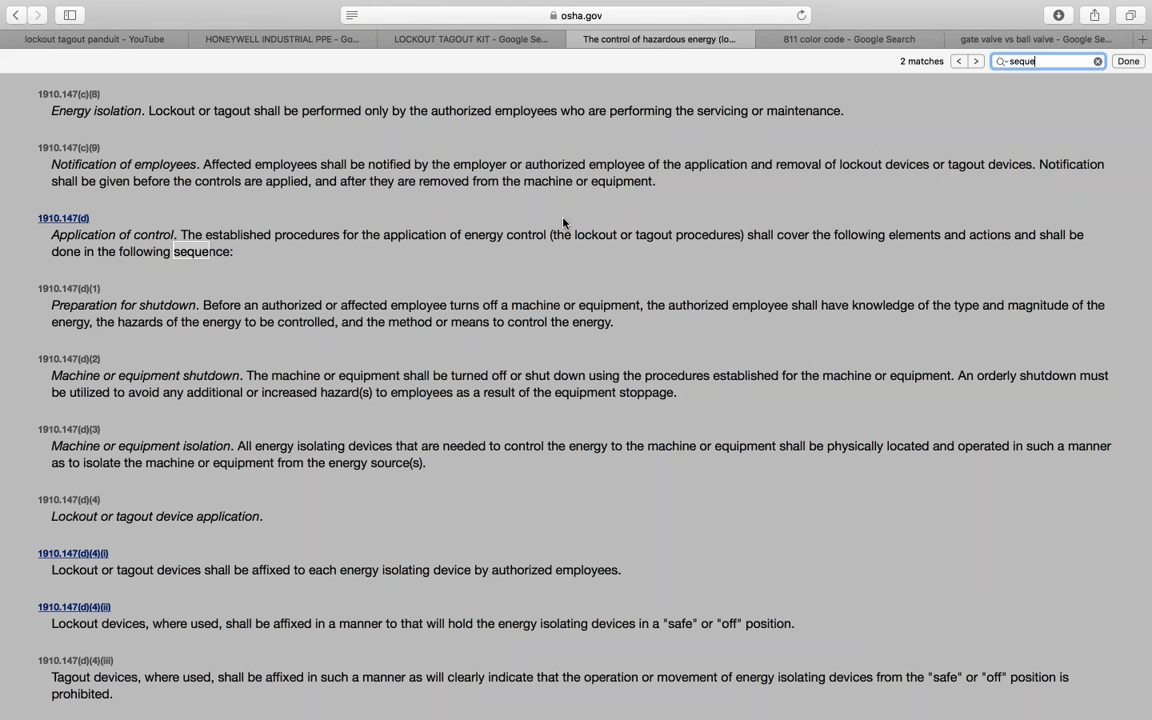 osha.gov
lockout tagout panduit - YouTube
HONEYWELL INDUSTRIAL PPE - Go...
LOCKOUT TAGOUT KIT - Google Se...
The control of hazardous energy (lo...
811 color code - Google Search
gate valve vs ball valve - Google Se...
2 matches
seque
Done
1910.147(c)(8)
Energy isolation. Lockout or tagout shall be performed only by the authorized employees who are performing the servicing or maintenance.
1910.147(c)(9)
Notification of employees. Affected employees shall be notified by the employer or authorized employee of the application and removal of lockout devices or tagout devices. Notification
shall be given before the controls are applied, and after they are removed from the machine or equipment.
1910.147(d)
Application of control. The established procedures for the application of energy control (the lockout or tagout procedures) shall cover the following elements and actions and shall be
done in the following sequence:
1910.147(d)(1)
Preparation for shutdown. Before an authorized or affected employee turns off a machine or equipment, the authorized employee shall have knowledge of the type and magnitude of the
energy, the hazards of the energy to be controlled, and the method or means to control the energy.
1910.147(d)(2)
Machine or equipment shutdown. The machine or equipment shall be turned off or shut down using the procedures established for the machine or equipment. An orderly shutdown must
be utilized to avoid any additional or increased hazard(s) to employees as a result of the equipment stoppage.
1910.147(d)(3)
Machine or equipment isolation. All energy isolating devices that are needed to control the energy to the machine or equipment shall be physically located and operated in such a manner
as to isolate the machine or equipment from the energy source(s).
1910.147(d)(4)
Lockout or tagout device application.
1910.147(d)(4)(i)
Lockout or tagout devices shall be affixed to each energy isolating device by authorized employees.
1910.147(d)(4)(ii)
Lockout devices, where used, shall be affixed in a manner to that will hold the energy isolating devices in a "safe" or "off" position.
1910.147(d)(4)(iii)
Tagout devices, where used, shall be affixed in such a manner as will clearly indicate that the operation or movement of energy isolating devices from the "safe" or "off" position is
prohibited.